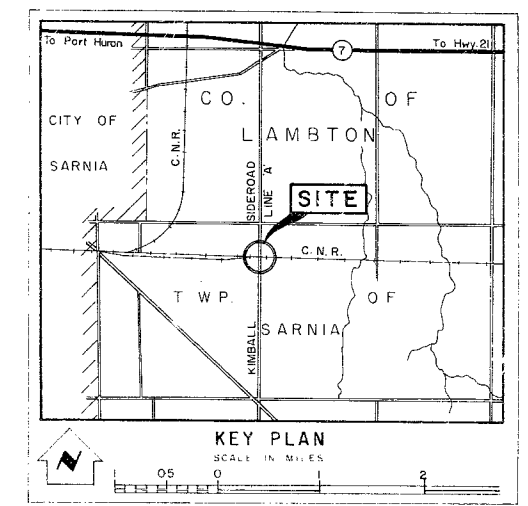 To Port Huron
7
To Hwy. 21
CO. OF
LAMBTON
CITY OF
SARNIA
C.N.R.
SIDEROAD
LINE 'A'
SITE
C.N.R.
TWP. OF
SARNIA
KIMBALL
KEY PLAN
SCALE IN MILES
N
1 0.5 0 1 2